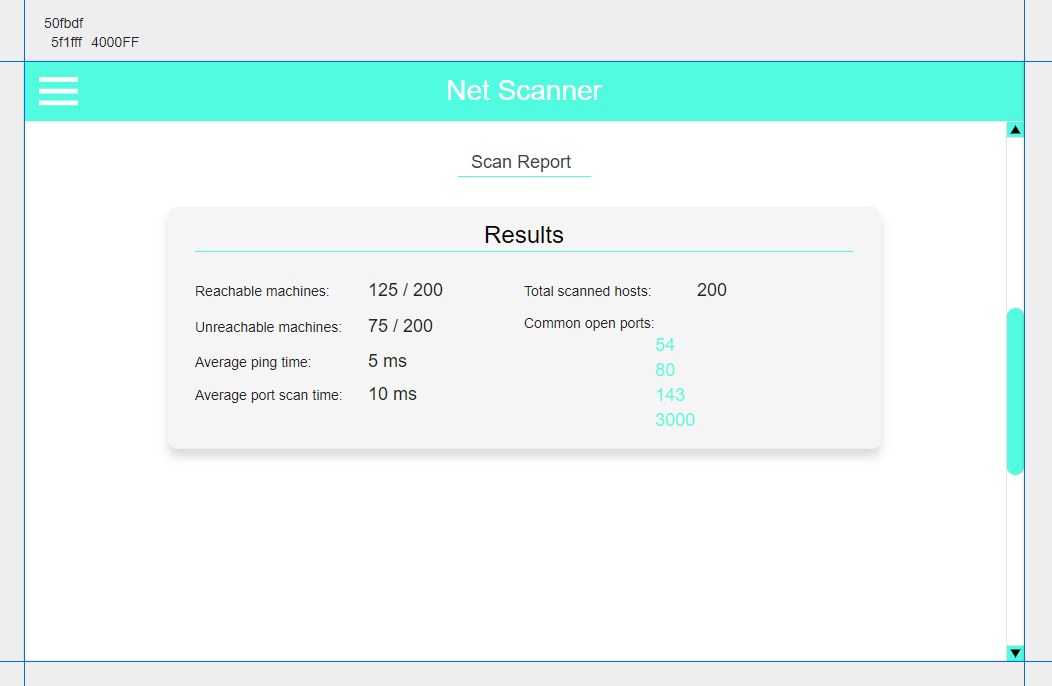 50fbdf
5f1fff 4000FF
Net Scanner
Scan Report
Results
Reachable machines: 125 / 200
Unreachable machines: 75 / 200
Average ping time: 5 ms
Average port scan time: 10 ms
Total scanned hosts: 200
Common open ports:
54
80
143
3000